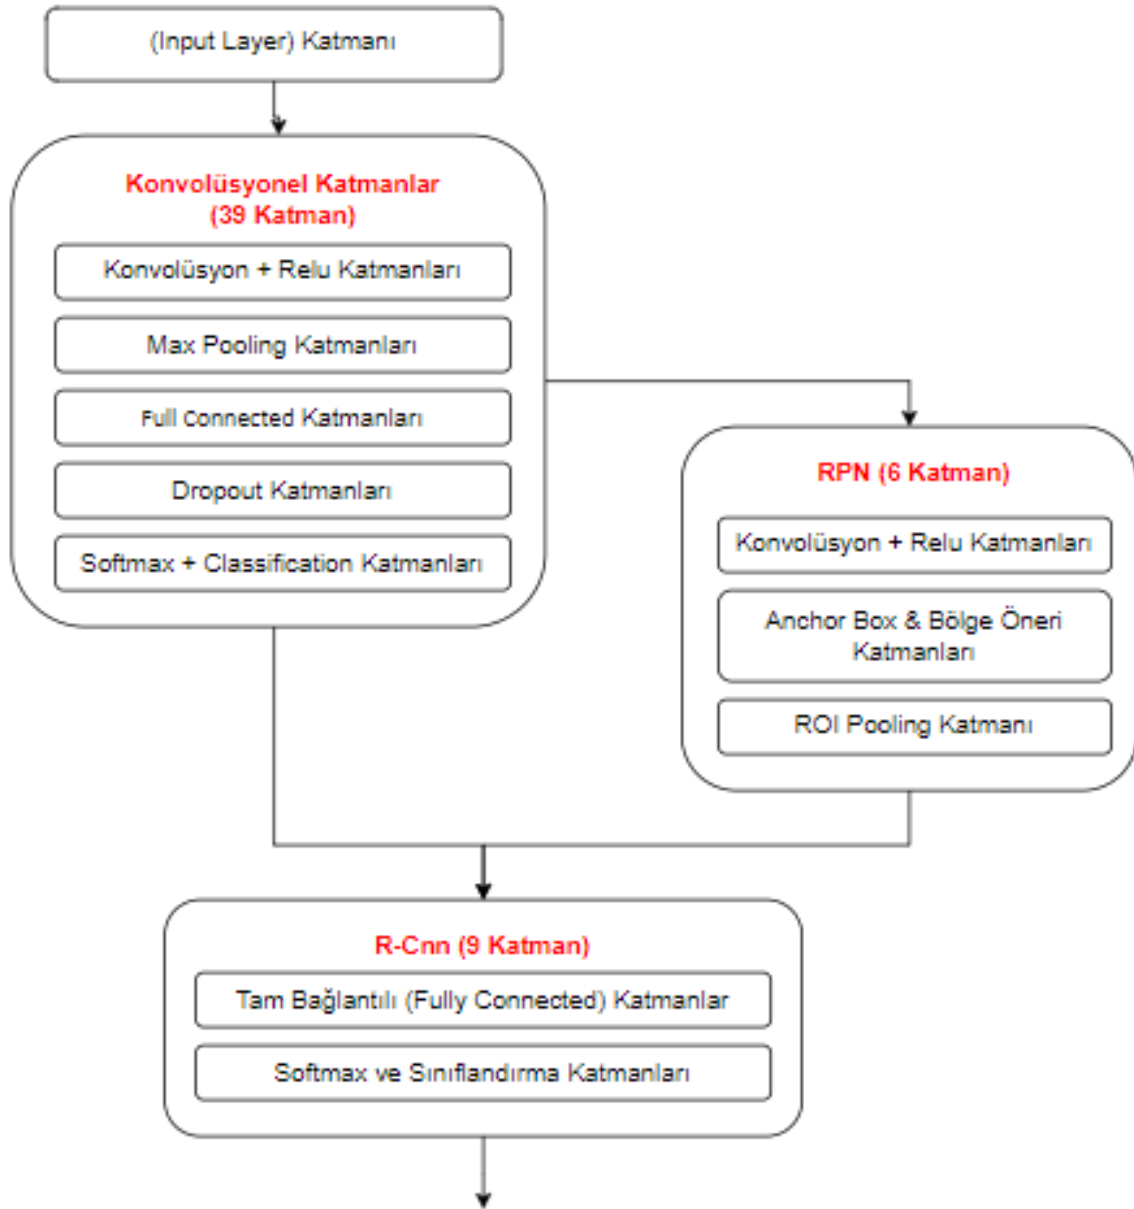 (Input Layer) Katmanı
Konvolüsyonel Katmanlar
(39 Katman)
Konvolüsyon + Relu Katmanları
Max Pooling Katmanları
Full Connected Katmanları
Dropout Katmanları
Softmax + Classification Katmanları
RPN (6 Katman)
Konvolüsyon + Relu Katmanları
Anchor Box & Bölge Öneri
Katmanları
ROI Pooling Katmanı
R-Cnn (9 Katman)
Tam Bağlantılı (Fully Connected) Katmanlar
Softmax ve Sınıflandırma Katmanları